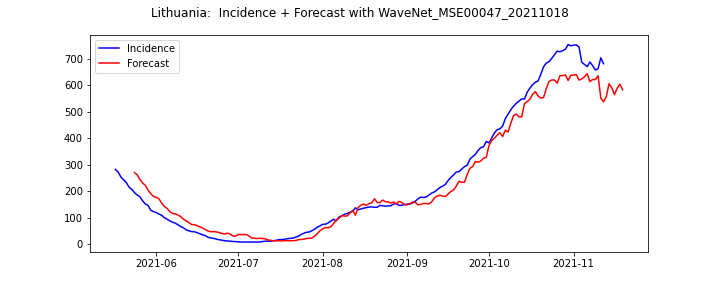 Lithuania:  Incidence + Forecast with WaveNet_MSE00047_20211018
Incidence
Forecast
700
600
500
400
300
200
100
0
2021-06 2021-07 2021-08 2021-09 2021-10 2021-11